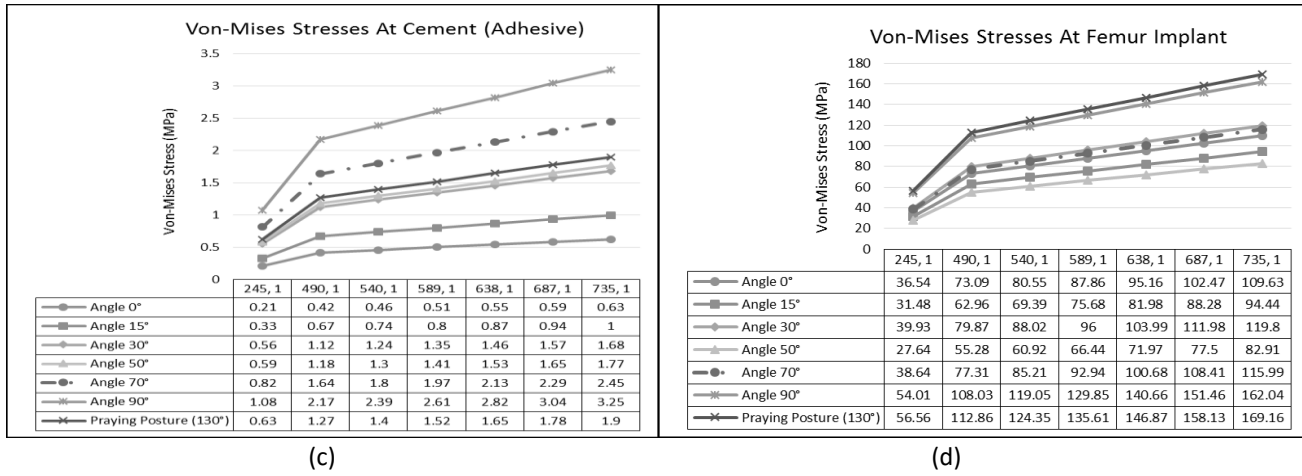 Von-Mises Stresses At Cement (Adhesive)
Von-Mises Stress (MPa)
3.5
3
2.5
2
1.5
1
0.5
0
245, 1 490, 1 540, 1 589, 1 638, 1 687, 1 735, 1
Angle 0° 0.21 0.42 0.46 0.51 0.55 0.59 0.63
Angle 15° 0.33 0.67 0.74 0.8 0.87 0.94 1
Angle 30° 0.56 1.12 1.24 1.35 1.46 1.57 1.68
Angle 50° 0.59 1.18 1.3 1.41 1.53 1.65 1.77
Angle 70° 0.82 1.64 1.8 1.97 2.13 2.29 2.45
Angle 90° 1.08 2.17 2.39 2.61 2.82 3.04 3.25
Praying Posture (130°) 0.63 1.27 1.4 1.52 1.65 1.78 1.9
(c)
Von-Mises Stresses At Femur Implant
Von-Mises Stress (MPa)
180
160
140
120
100
80
60
40
20
0
245, 1 490, 1 540, 1 589, 1 638, 1 687, 1 735, 1
Angle 0° 36.54 73.09 80.55 87.86 95.16 102.47 109.63
Angle 15° 31.48 62.96 69.39 75.68 81.98 88.28 94.44
Angle 30° 39.93 79.87 88.02 96 103.99 111.98 119.8
Angle 50° 27.64 55.28 60.92 66.44 71.97 77.5 82.91
Angle 70° 38.64 77.31 85.21 92.94 100.68 108.41 115.99
Angle 90° 54.01 108.03 119.05 129.85 140.66 151.46 162.04
Praying Posture (130°) 56.56 112.86 124.35 135.61 146.87 158.13 169.16
(d)